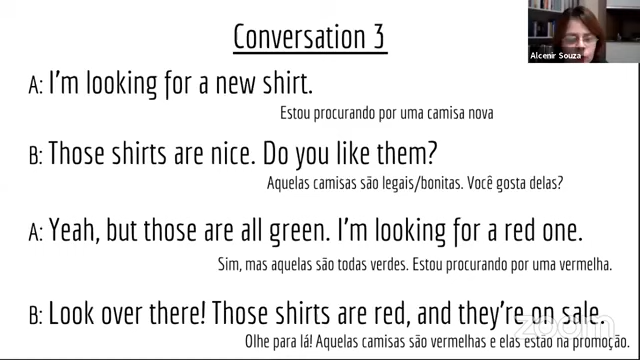 Conversation 3
Alcenir Souza
A: I'm looking for a new shirt.
Estou procurando por uma camisa nova
B: Those shirts are nice. Do you like them?
Aquelas camisas são legais/bonitas. Você gosta delas?
A: Yeah, but those are all green. I'm looking for a red one.
Sim, mas aquelas são todas verdes. Estou procurando por uma vermelha.
B: Look over there! Those shirts are red, and they're on sale.
zoom
Olhe para lá! Aquelas camisas são vermelhas e elas estão na promoção.